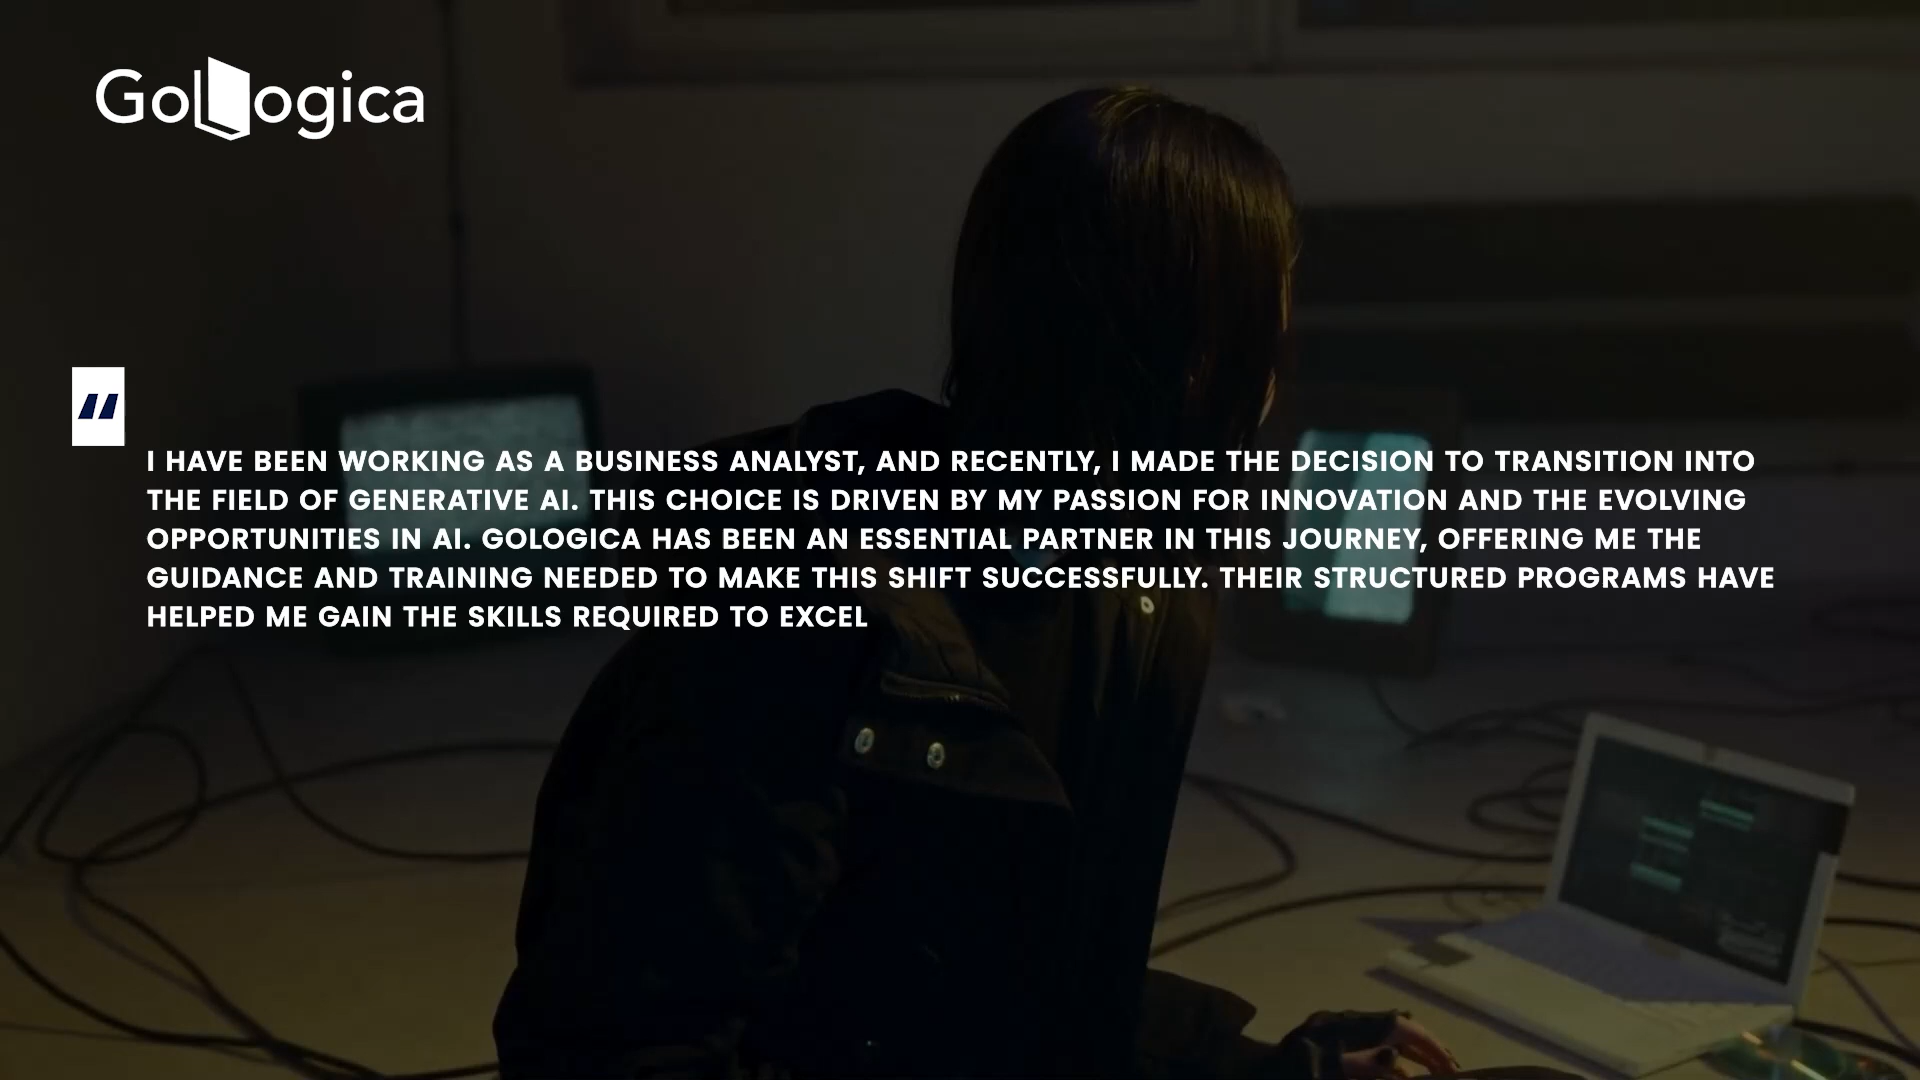 GoLogica
“
I HAVE BEEN WORKING AS A BUSINESS ANALYST, AND RECENTLY, I MADE THE DECISION TO TRANSITION INTO
THE FIELD OF GENERATIVE AI. THIS CHOICE IS DRIVEN BY MY PASSION FOR INNOVATION AND THE EVOLVING
OPPORTUNITIES IN AI. GOLOGICA HAS BEEN AN ESSENTIAL PARTNER IN THIS JOURNEY, OFFERING ME THE
GUIDANCE AND TRAINING NEEDED TO MAKE THIS SHIFT SUCCESSFULLY. THEIR STRUCTURED PROGRAMS HAVE
HELPED ME GAIN THE SKILLS REQUIRED TO EXCEL